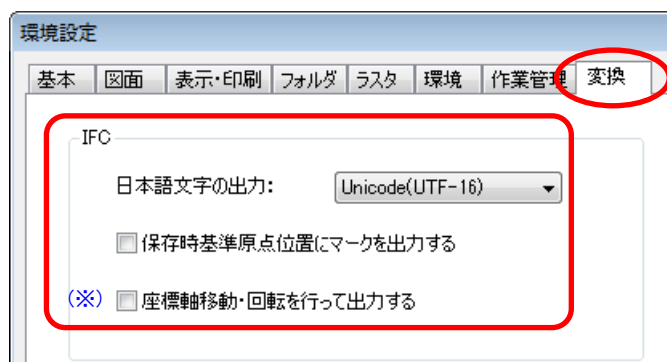 環境設定
基本 図面 表示・印刷 フォルダ ラスタ 環境 作業管理 変換
IFC
日本語文字の出力: Unicode(UTF-16)
保存時基準原点位置にマークを出力する
(※) 座標軸移動・回転を行って出力する